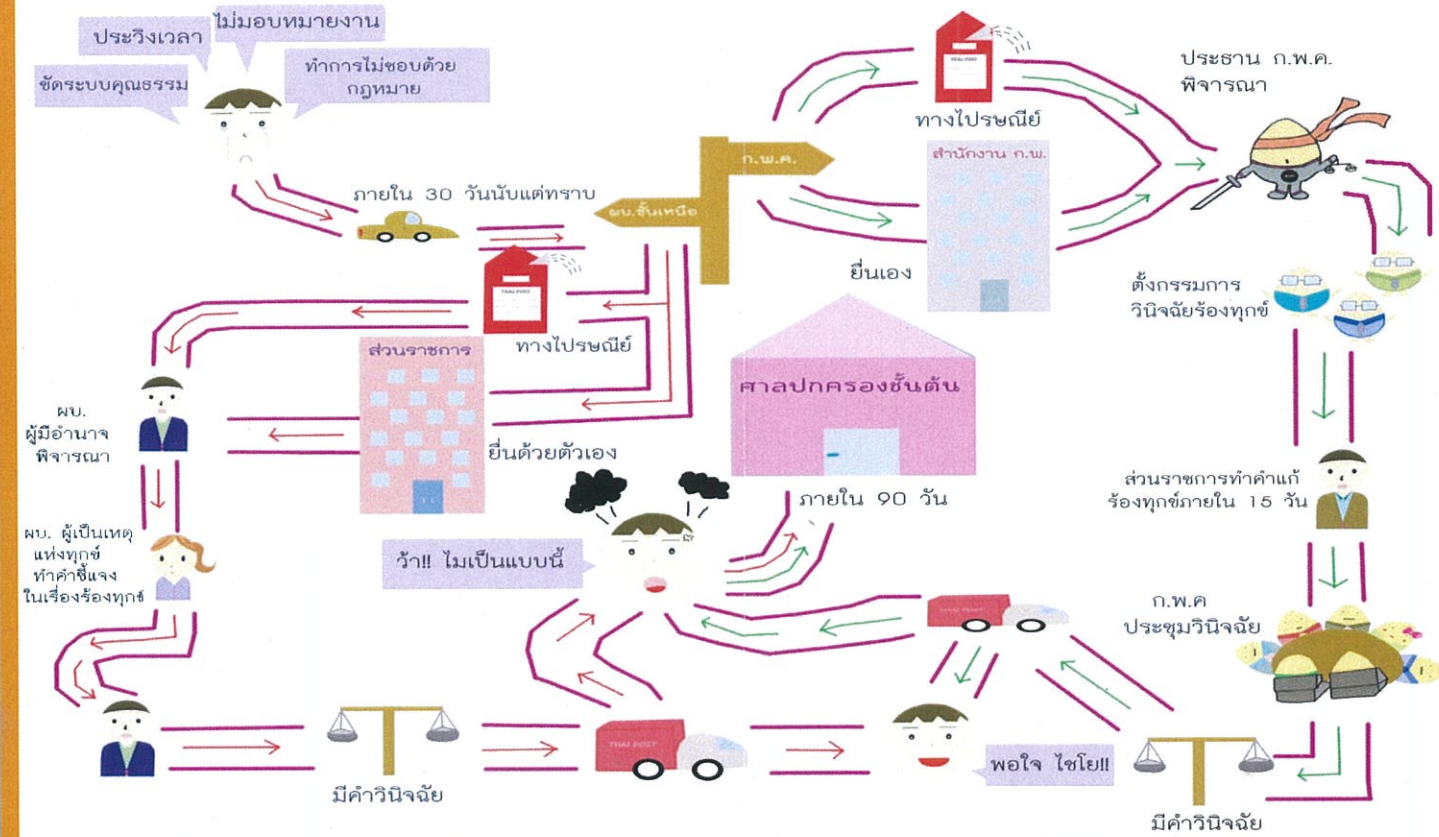 ไม่มอบหมายงาน
ประวิงเวลา
ขัดระบบคุณธรรม
ทำการไม่ชอบด้วย
กฎหมาย
ภายใน 30 วันนับแต่ทราบ
ก.พ.ค.
ผบ.ชั้นเหนือ
THAI POST
ทางไปรษณีย์
สำนักงาน ก.พ.
ยื่นเอง
ประธาน ก.พ.ค.
พิจารณา
ตั้งกรรมการ
วินิจฉัยร้องทุกข์
THAI POST
ทางไปรษณีย์
ส่วนราชการ
ยื่นด้วยตัวเอง
ศาลปกครองชั้นต้น
ภายใน 90 วัน
ผบ.
ผู้มีอำนาจ
พิจารณา
ส่วนราชการทำคำแก้
ร้องทุกข์ภายใน 15 วัน
ผบ. ผู้เป็นเหตุ
แห่งทุกข์
ทำคำชี้แจง
ในเรื่องร้องทุกข์
ว้า!! ไมเป็นแบบนี้
THAI POST
ก.พ.ค
ประชุมวินิจฉัย
มีคำวินิจฉัย
THAI POST
พอใจ ไชโย!!
มีคำวินิจฉัย